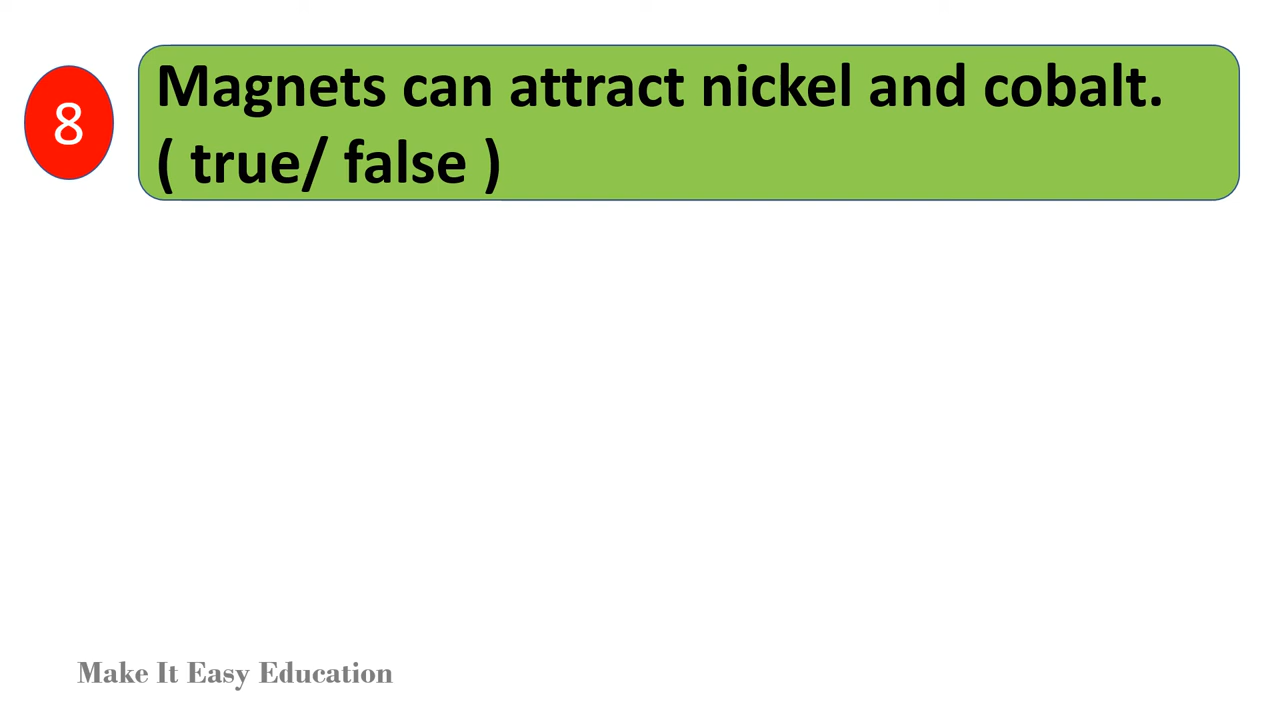 8
Magnets can attract nickel and cobalt.
( true/ false )
Make It Easy Education